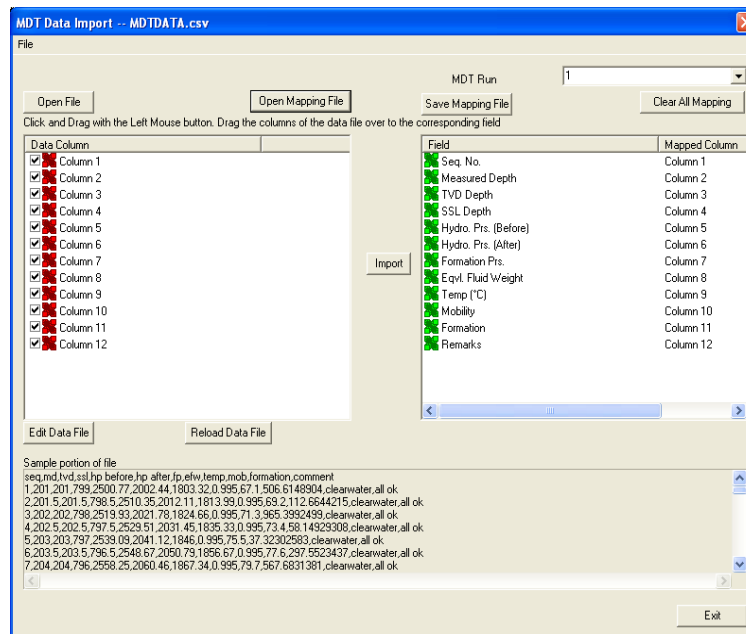 MDT Data Import -- MDTDATA.csv
File
MDT Run 1
Open File Open Mapping File Save Mapping File Clear All Mapping
Click and Drag with the Left Mouse button. Drag the columns of the data file over to the corresponding field
Data Column
Column 1
Column 2
Column 3
Column 4
Column 5
Column 6
Column 7
Column 8
Column 9
Column 10
Column 11
Column 12
Import
Field Mapped Column
Seq. No. Column 1
Measured Depth Column 2
TVD Depth Column 3
SSL Depth Column 4
Hydro. Prs. (Before) Column 5
Hydro. Prs. (After) Column 6
Formation Prs. Column 7
Eqvl. Fluid Weight Column 8
Temp (°C) Column 9
Mobility Column 10
Formation Column 11
Remarks Column 12
Edit Data File Reload Data File
Sample portion of file
seq,md,tvd,ssl,hp before,hp after,fp,efw,temp,mob,formation,comment
1,201,201,799,2500.77,2002.44,1803.32,0.995,67.1,506.6148904,clearwater,all ok
2,201.5,201.5,798.5,2510.35,2012.11,1813.99,0.995,69.2,112.6644215,clearwater,all ok
3,202,202,798,2519.93,2021.78,1824.66,0.995,71.3,965.3992499,clearwater,all ok
4,202.5,202.5,797.5,2529.51,2031.45,1835.33,0.995,73.4,58.14929308,clearwater,all ok
5,203,203,797,2539.09,2041.12,1846,0.995,75.5,37.32302583,clearwater,all ok
6,203.5,203.5,796.5,2548.67,2050.79,1856.67,0.995,77.6,297.5523437,clearwater,all ok
7,204,204,796,2558.25,2060.46,1867.34,0.995,79.7,567.6831381,clearwater,all ok
Exit